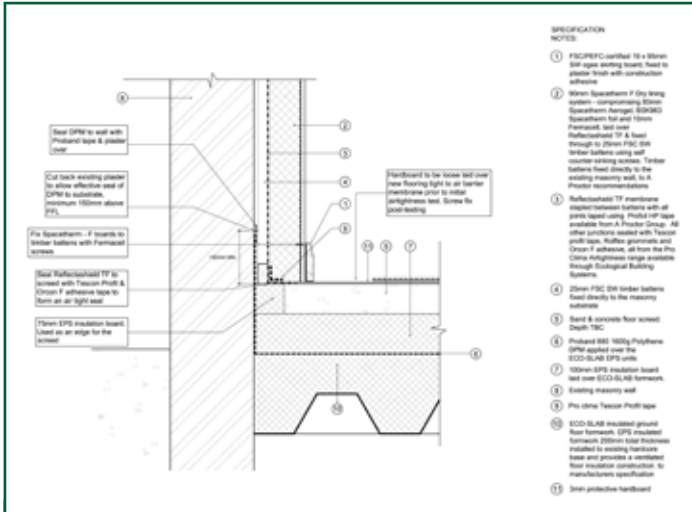 SPECIFICATION
NOTES:
1 FSC/PEFC-certified 18 x 95mm
SW ogee skirting board, fixed to
plaster finish with construction
adhesive
2 90mm Spacetherm F Dry lining
system - compromising 80mm
Spacetherm Aerogel,
Spacetherm foil and 10mm
Fermacell, laid over
Reflectashield TF & fixed
through to 25mm FSC SW
timber battens using self
counter-sinking screws. Timber
battens fixed directly to the
existing masonry wall, to A
Proctor recommendations
3 Reflectashield TF membrane
stapled between battens with all
joints taped using Profoil HP tape
available from A Proctor Group. All
other junctions sealed with Tescon
profil tape, Roflex grommets and
Orcon F adhesive, all from the Pro
Clima Airtightness range available
through Ecological Building
Systems.
4 25mm FSC SW timber battens
fixed directly to the masonry
substrate
5 Sand & concrete floor screed.
Depth TBC
6 Proband 880 1600g Polythene
DPM applied over the
ECO-SLAB EPS units
7 100mm EPS insulation board
laid over ECO-SLAB formwork.
8 Existing masonry wall
9 Pro clima Tescon Profil tape
10 ECO-SLAB insulated ground
floor formwork. EPS insulated
formwork 200mm total thickness
installed to existing hardcore
base and provides a ventilated
floor insulation construction. to
manufacturers specification
11 3mm protective hardboard
Seal DPM to wall with
Proband tape & plaster
over
Cut back existing plaster
to allow effective seal of
DPM to substrate,
minimum 150mm above
FFL
Fix Spacetherm - F boards to
timber battens with Fermacell
screws
Seal Reflectashield TF to
screed with Tescon Profil &
Orcon F adhesive tape to
form an air tight seal
75mm EPS insulation board.
Used as an edge for the
screed
Hardboard to be loose laid over
new flooring tight to air barrier
membrane prior to initial
airtightness test. Screw fix
post-testing